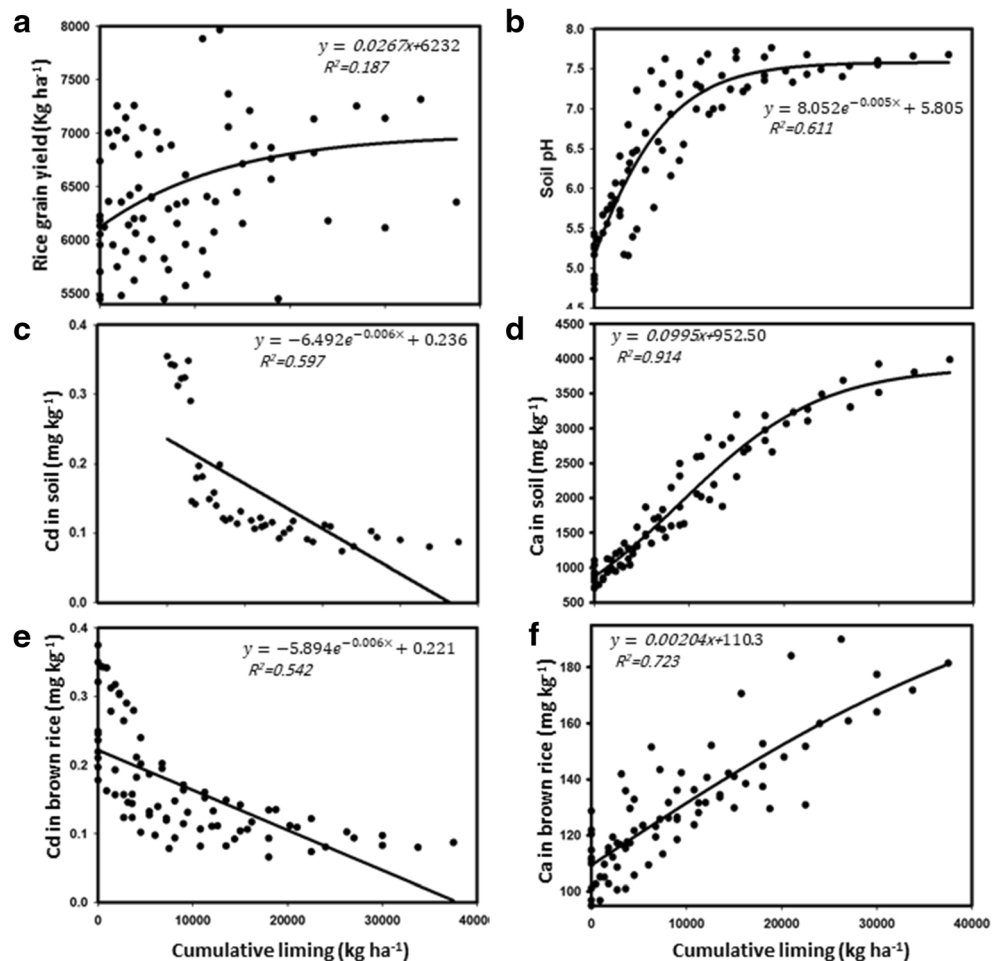 a
8000
7500
7000
6500
6000
5500
Rice grain yield (Kg ha⁻¹)
y = 0.0267x+6232
R²=0.187
b
8.0
7.5
7.0
6.5
6.0
5.5
5.0
4.5
Soil pH
y = 8.052e^−0.005× + 5.805
R²=0.611
c
0.4
0.3
0.2
0.1
0.0
Cd in soil (mg kg⁻¹)
y = −6.492e^−0.006× + 0.236
R²=0.597
d
4500
4000
3500
3000
2500
2000
1500
1000
500
Ca in soil (mg kg⁻¹)
y = 0.0995x+952.50
R²=0.914
e
0.4
0.3
0.2
0.1
0.0
Cd in brown rice (mg kg⁻¹)
y = −5.894e^−0.006× + 0.221
R²=0.542
0 10000 20000 30000 4000
Cumulative liming (kg ha⁻¹)
f
180
160
140
120
100
Ca in brown rice (mg kg⁻¹)
y = 0.00204x+110.3
R²=0.723
0 10000 20000 30000 40000
Cumulative liming (kg ha⁻¹)